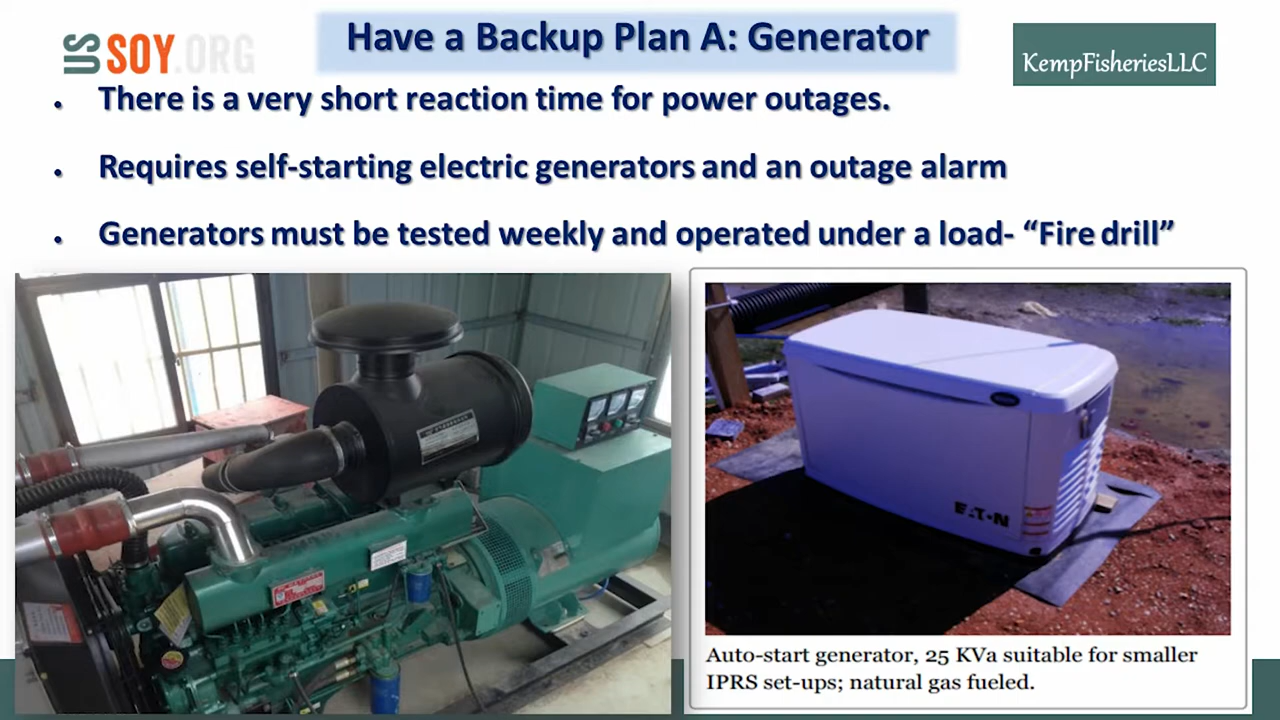 US SOY.ORG
Have a Backup Plan A: Generator
KempFisheriesLLC
• There is a very short reaction time for power outages.
• Requires self-starting electric generators and an outage alarm
• Generators must be tested weekly and operated under a load- “Fire drill”
EATON
Auto-start generator, 25 KVa suitable for smaller
IPRS set-ups; natural gas fueled.